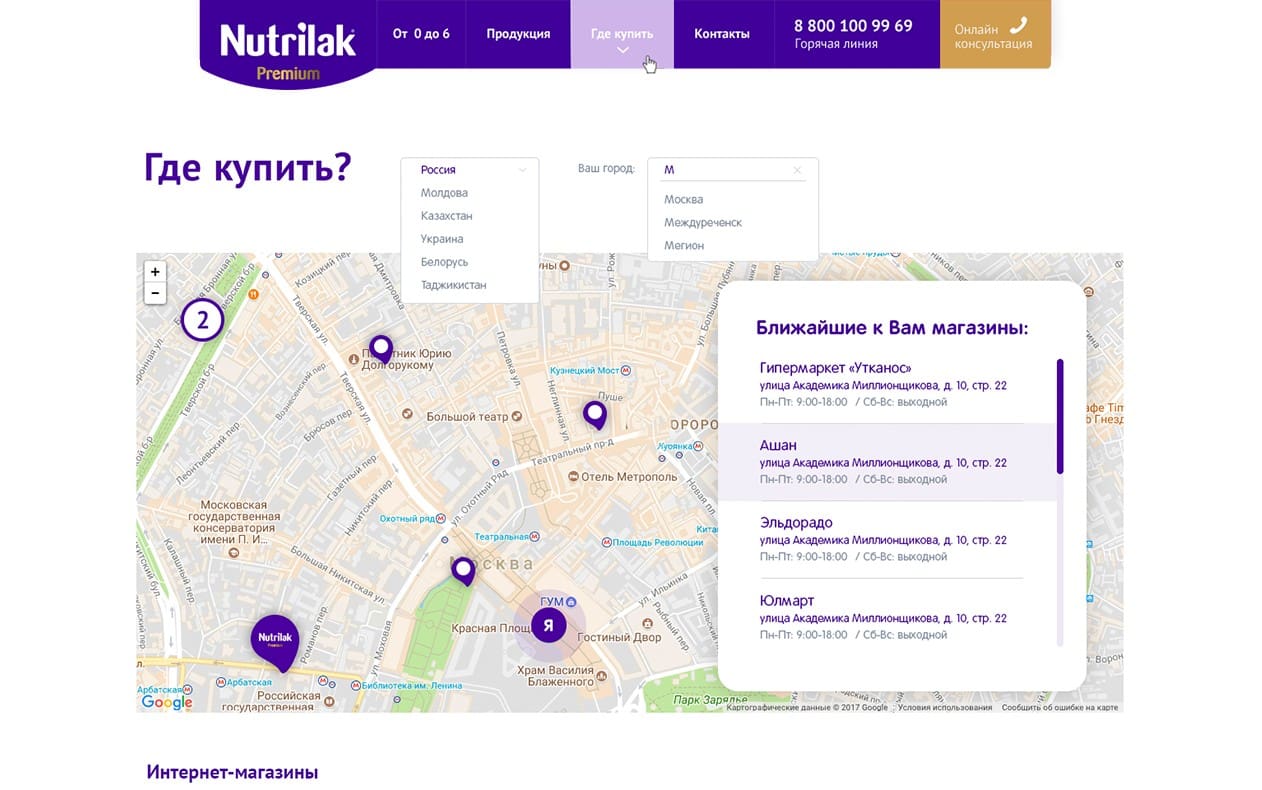 Nutrilak
Premium
От 0 до 6
Продукция
Где купить
Контакты
8 800 100 99 69
Горячая линия
Онлайн
консультация
Где купить?
Россия
Молдова
Казахстан
Украина
Белорусь
Таджикистан
Ваш город:
М
Москва
Междуреченск
Мегион
+
−
2
Ближайшие к Вам магазины:
Гипермаркет «Утканос»
улица Академика Миллионщикова, д. 10, стр. 22
Пн-Пт: 9:00-18:00 / Сб-Вс: выходной
Ашан
улица Академика Миллионщикова, д. 10, стр. 22
Пн-Пт: 9:00-18:00 / Сб-Вс: выходной
Эльдорадо
улица Академика Миллионщикова, д. 10, стр. 22
Пн-Пт: 9:00-18:00 / Сб-Вс: выходной
Юлмарт
улица Академика Миллионщикова, д. 10, стр. 22
Пн-Пт: 9:00-18:00 / Сб-Вс: выходной
Козицкий пер.
Тверская ул.
Тверской б-р
Долгорукому
Вознесенский пер.
Брюсов пер.
Леонтьевский пер.
Газетный пер.
Петровка ул.
Кузнецкий Мост
Пуше
Большой театр
Театральный пр-д
Отель Метрополь
ул. Охотный Ряд
Охотный ряд
Театральная
Площадь Революции
Московская
государственная
консерватория
имени П. И...
Большая Никитская ул.
ГУМ
Я
Красная Площ
Гостиный Двор
ул. Ильинка
Рыбный пер.
Храм Василия
Блаженного
Nutrilak
Premium
Романов пер.
ул. Моховая
Арбатская
Арбатская
Библиотека им. Ленина
Российская
государственная
Парк Зарядье
Google
Картографические данные © 2017 Google
Условия использования
Сообщить об ошибке на карте
Интернет-магазины